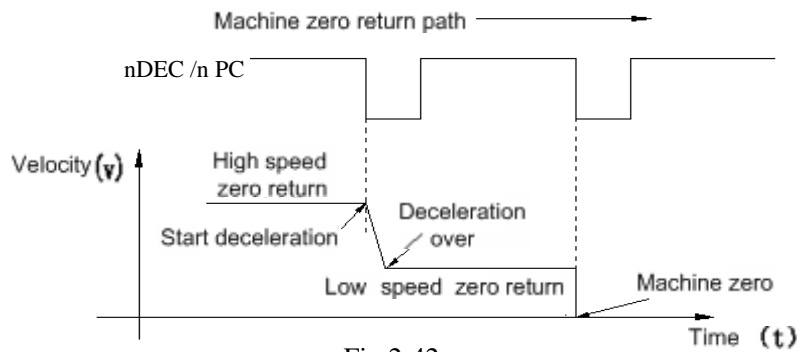 Machine zero return path
nDEC /n PC
Velocity (v)
High speed
zero return
Start deceleration
Deceleration
over
Low speed zero return
Machine zero
Time (t)